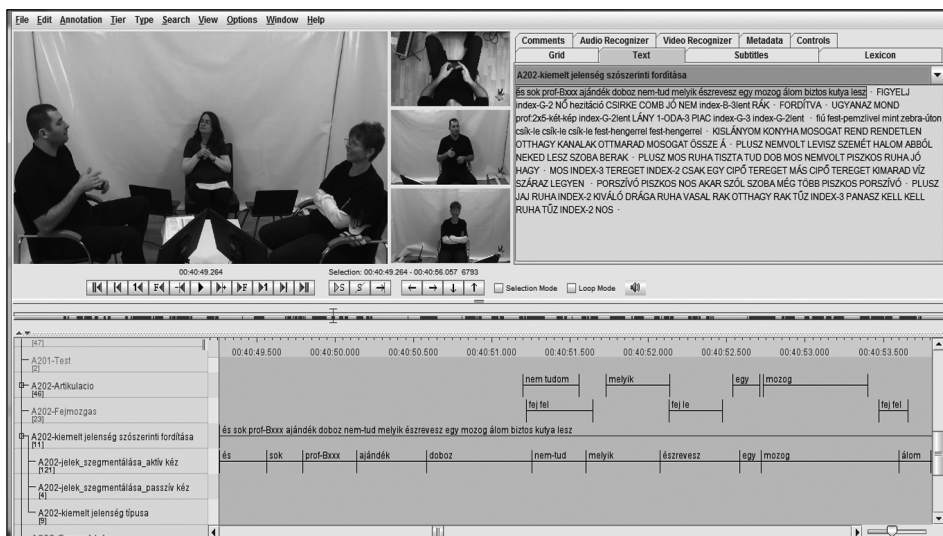 File Edit Annotation Tier Type Search View Options Window Help
Comments Audio Recognizer Video Recognizer Metadata Controls
Grid Text Subtitles Lexicon
A202-kiemelt jelenség szószerinti fordítása
és sok prof-Bxxx ajándék doboz nem-tud melyik észrevesz egy mozog álom biztos kutya lesz · FIGYELJ
index-G-2 NŐ hezitáció CSIRKE COMB JÓ NEM index-B-3lent RÁK · FORDÍTVA · UGYANAZ MOND
prof:2x5-két-kép index-G-2lent LÁNY 1-ODA-3 PIAC index-G-3 index-G-2lent · fiú fest-pemzlivel mint zebra-úton
csík-le csík-le csík-le fest-hengerrel fest-hengerrel · KISLÁNYOM KONYHA MOSOGAT REND RENDETLEN
OTTHAGY KANALAK OTTMARAD MOSOGAT ÖSSZE Á · PLUSZ NEMVOLT LEVISZ SZEMÉT HALOM ABBÓL
NEKED LESZ SZOBA BERAK · PLUSZ MOS RUHA TISZTA TUD DOB MOS NEMVOLT PISZKOS RUHA JÓ
HAGY · MOS INDEX-3 TEREGET INDEX-2 CSAK EGY CIPŐ TEREGET MÁS CIPŐ TEREGET KIMARAD VÍZ
SZÁRAZ LEGYEN · PORSZÍVÓ PISZKOS NOS AKAR SZÓL SZOBA MÉG TÖBB PISZKOS PORSZÍVÓ · PLUSZ
JAJ RUHA INDEX-2 KIVÁLÓ DRÁGA RUHA VASAL RAK OTTHAGY RAK TŰZ INDEX-3 PANASZ KELL KELL
RUHA TŰZ INDEX-2 NOS ·
00:40:49.264 Selection: 00:40:49.264 - 00:40:56.057 6793
Selection Mode Loop Mode
[47]
00:40:49.500 00:40:50.000 00:40:50.500 00:40:51.000 00:40:51.500 00:40:52.000 00:40:52.500 00:40:53.000 00:40:53.500
A201-Test
[2]
A202-Artikulacio nem tudom melyik egy mozog
[46]
A202-Fejmozgas fej fel fej le fej fel
[23]
A202-kiemelt jelenség szószerinti fordítása és sok prof-Bxxx ajándék doboz nem-tud melyik észrevesz egy mozog álom biztos kutya lesz
[11]
A202-jelek_szegmentálása_aktív kéz és sok prof-Bxxx ajándék doboz nem-tud melyik észrevesz egy mozog álom
[121]
A202-jelek_szegmentálása_passzív kéz
[4]
A202-kiemelt jelenség típusa
[9]